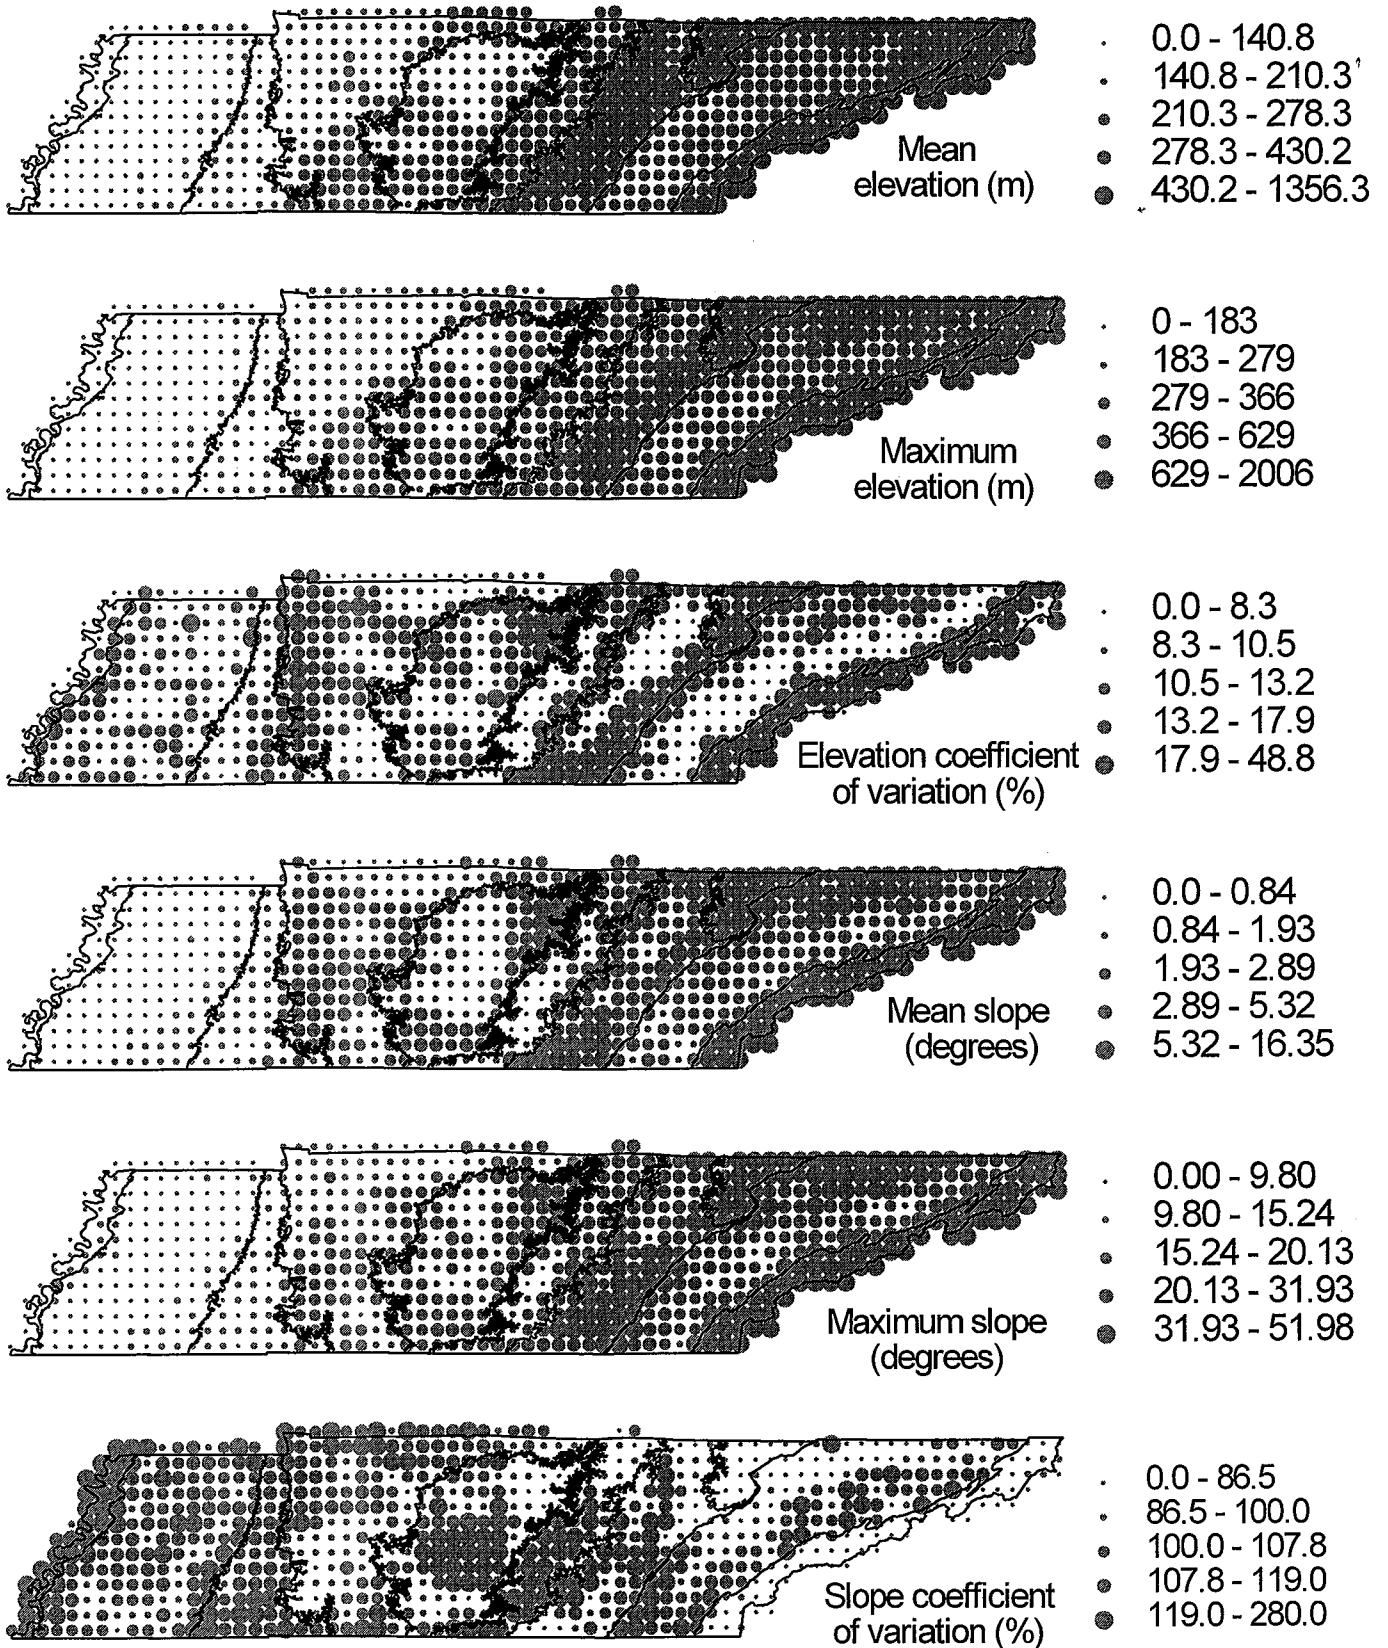 Mean
elevation (m)
0.0 - 140.8
140.8 - 210.3
210.3 - 278.3
278.3 - 430.2
430.2 - 1356.3
Maximum
elevation (m)
0 - 183
183 - 279
279 - 366
366 - 629
629 - 2006
Elevation coefficient
of variation (%)
0.0 - 8.3
8.3 - 10.5
10.5 - 13.2
13.2 - 17.9
17.9 - 48.8
Mean slope
(degrees)
0.0 - 0.84
0.84 - 1.93
1.93 - 2.89
2.89 - 5.32
5.32 - 16.35
Maximum slope
(degrees)
0.00 - 9.80
9.80 - 15.24
15.24 - 20.13
20.13 - 31.93
31.93 - 51.98
Slope coefficient
of variation (%)
0.0 - 86.5
86.5 - 100.0
100.0 - 107.8
107.8 - 119.0
119.0 - 280.0